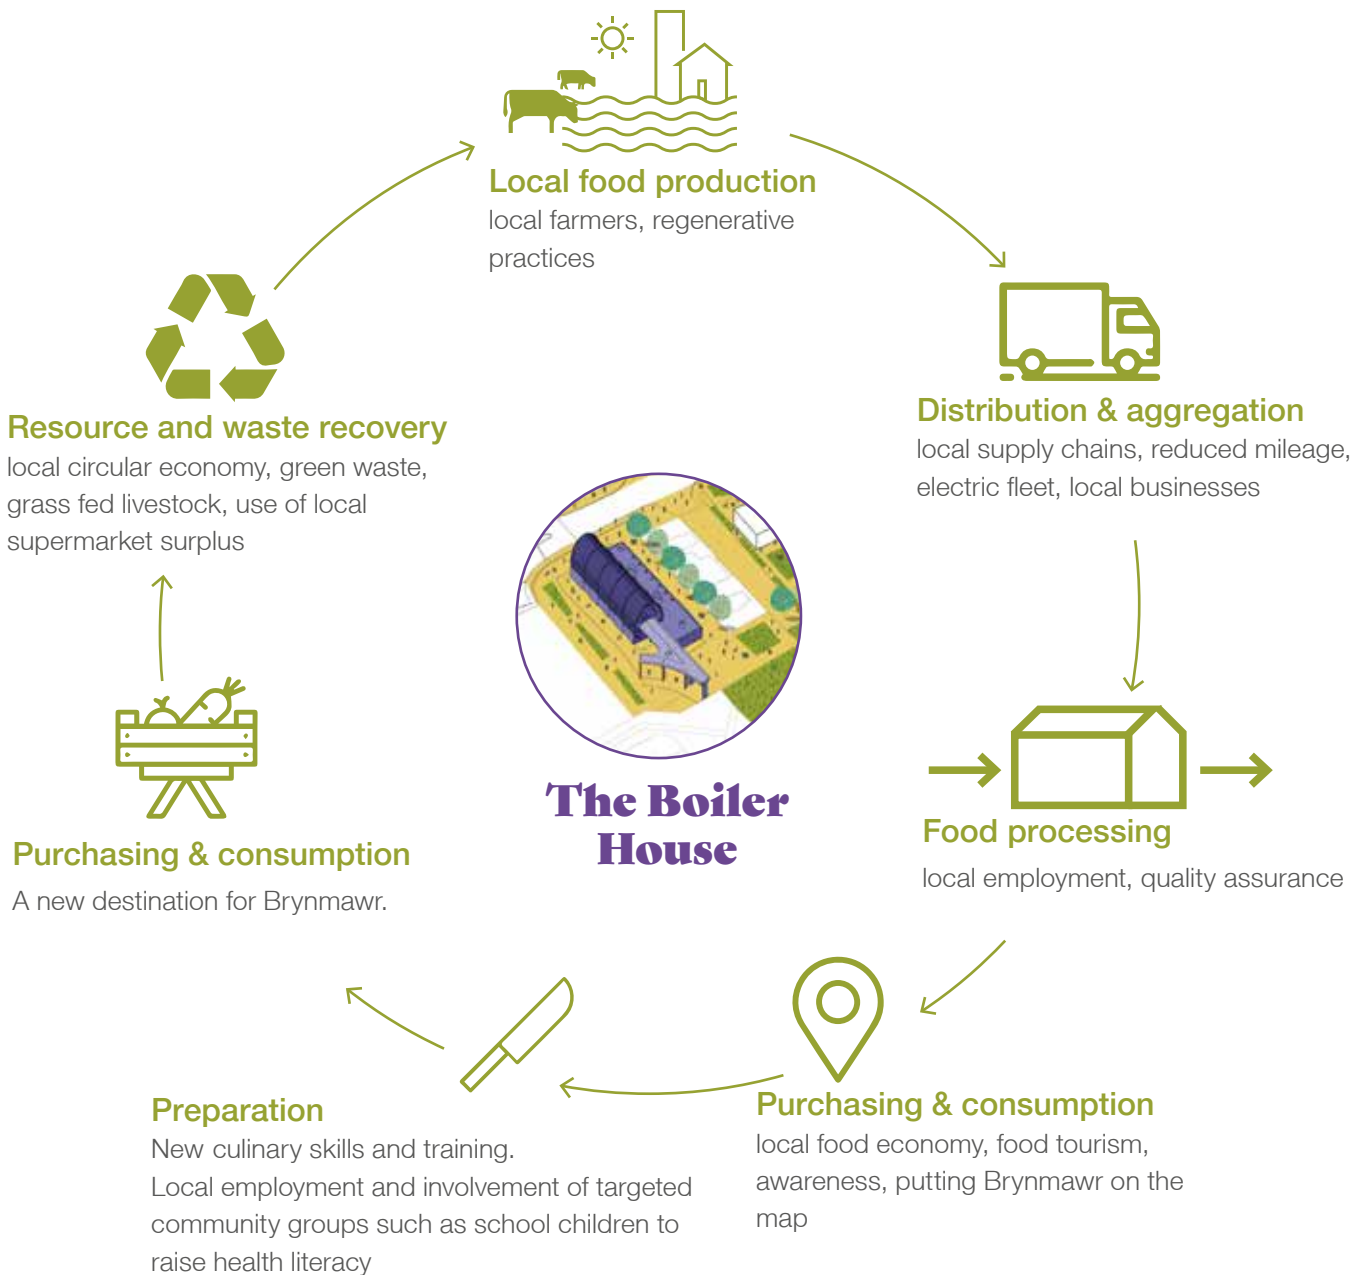 Local food production
local farmers, regenerative
practices
Distribution & aggregation
local supply chains, reduced mileage,
electric fleet, local businesses
Food processing
local employment, quality assurance
Purchasing & consumption
local food economy, food tourism,
awareness, putting Brynmawr on the
map
Preparation
New culinary skills and training.
Local employment and involvement of targeted
community groups such as school children to
raise health literacy
Purchasing & consumption
A new destination for Brynmawr.
Resource and waste recovery
local circular economy, green waste,
grass fed livestock, use of local
supermarket surplus
The Boiler
House